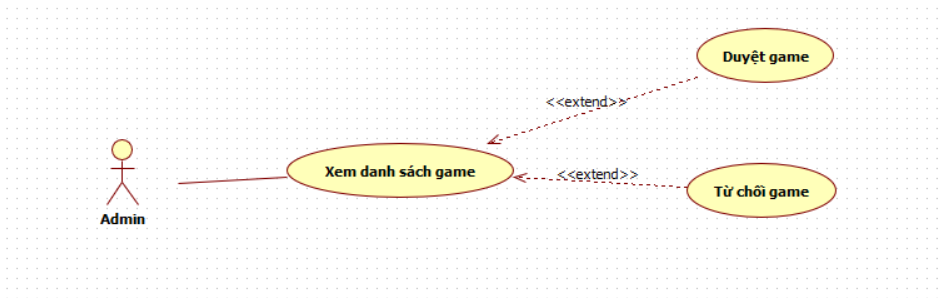 Duyệt game
<<extend>>
Xem danh sách game
<<extend>>
Từ chối game
Admin